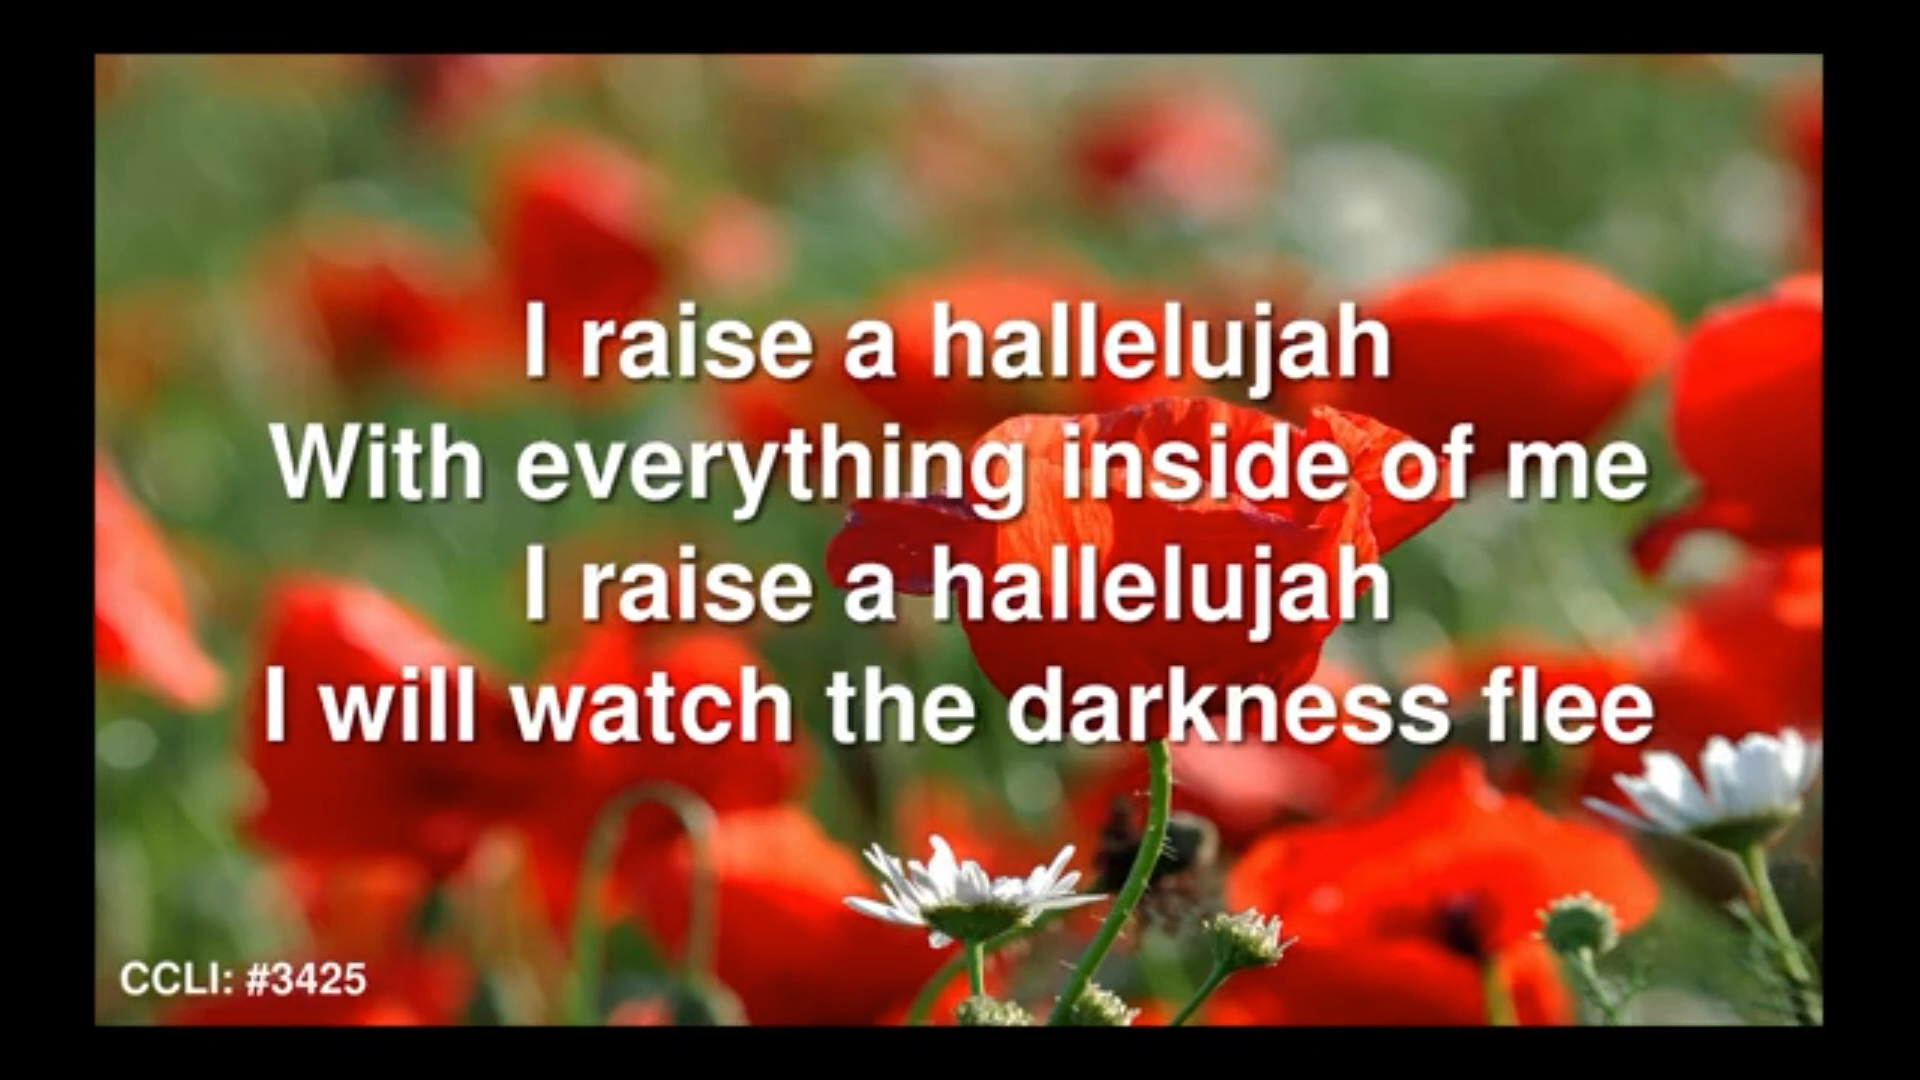 I raise a hallelujah
With everything inside of me
I raise a hallelujah
I will watch the darkness flee
CCLI: #3425